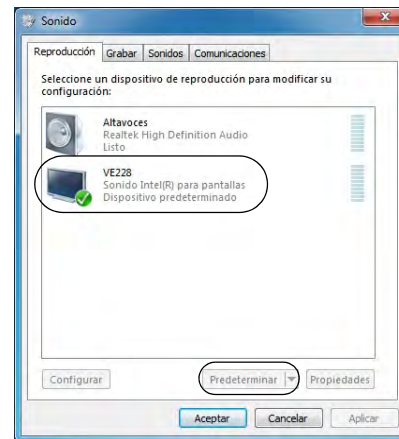 Sonido
Reproducción Grabar Sonidos Comunicaciones
Seleccione un dispositivo de reproducción para modificar su
configuración:
Altavoces
Realtek High Definition Audio
Listo
VE228
Sonido Intel(R) para pantallas
Dispositivo predeterminado
Configurar Predeterminar Propiedades
Aceptar Cancelar Aplicar